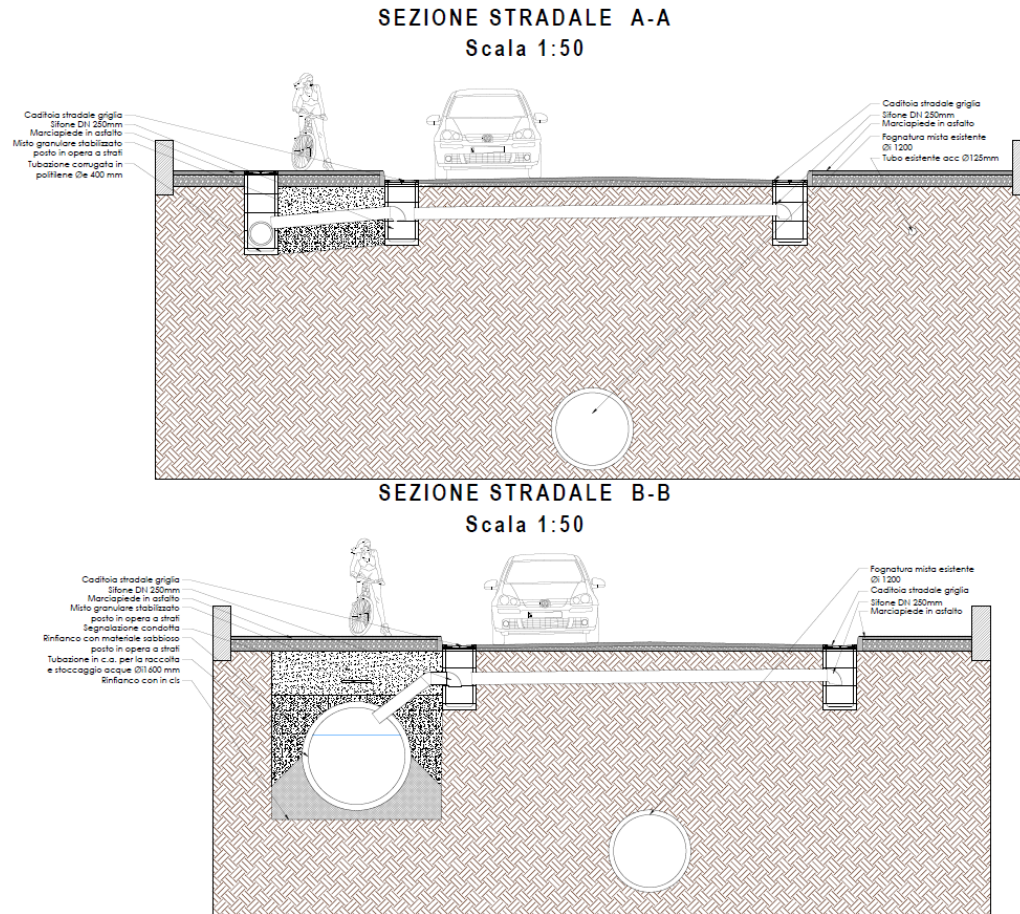 SEZIONE STRADALE A-A
Scala 1:50
Caditoia stradale griglia
Sifone DN 250mm
Marciapiede in asfalto
Misto granulare stabilizzato
posto in opera a strati
Tubazione corrugata in
politilene Øe 400 mm
Caditoia stradale griglia
Sifone DN 250mm
Marciapiede in asfalto
Fognatura mista esistente
Øi 1200
Tubo esistente acc Ø125mm
SEZIONE STRADALE B-B
Scala 1:50
Caditoia stradale griglia
Sifone DN 250mm
Marciapiede in asfalto
Misto granulare stabilizzato
posto in opera a strati
Segnalazione condotta
Rinfianco con materiale sabbioso
posto in opera a strati
Tubazione in c.a. per la raccolta
e stoccaggio acque Øi1600 mm
Rinfianco con in cls
Fognatura mista esistente
Øi 1200
Caditoia stradale griglia
Sifone DN 250mm
Marciapiede in asfalto